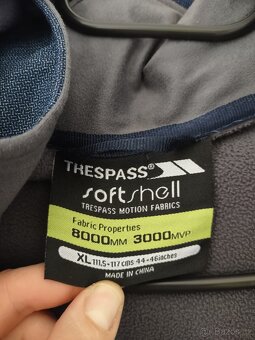 TRESPASS®
softshell
TRESPASS MOTION FABRICS
Fabric Properties
8000MM 3000MVP
XL 111.5-117 CMS 44-46inches
MADE IN CHINA